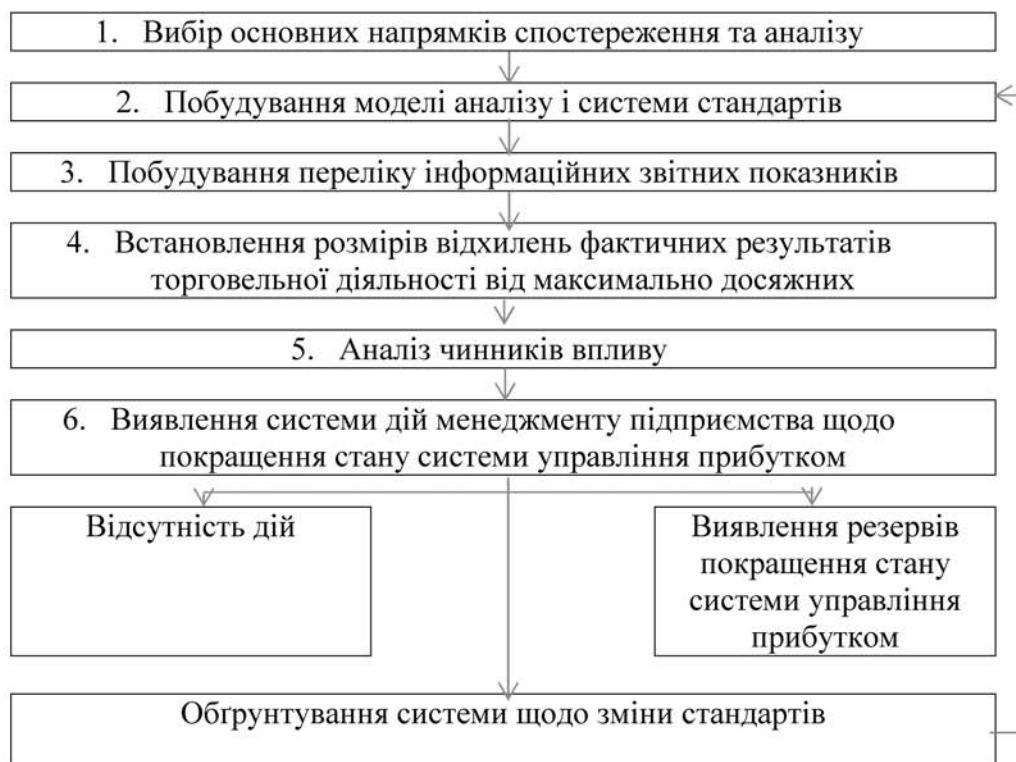 1. Вибір основних напрямків спостереження та аналізу
2. Побудування моделі аналізу і системи стандартів
3. Побудування переліку інформаційних звітних показників
4. Встановлення розмірів відхилень фактичних результатів
торговельної діяльності від максимально досяжних
5. Аналіз чинників впливу
6. Виявлення системи дій менеджменту підприємства щодо
покращення стану системи управління прибутком
Відсутність дій
Виявлення резервів
покращення стану
системи управління
прибутком
Обґрунтування системи щодо зміни стандартів